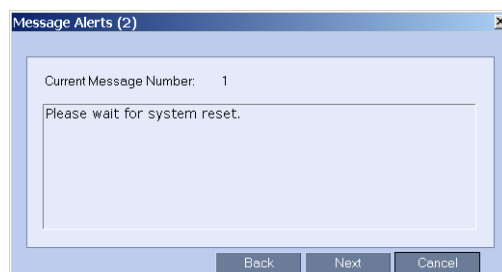 Message Alerts (2)
Current Message Number: 1
Please wait for system reset.
Back Next Cancel